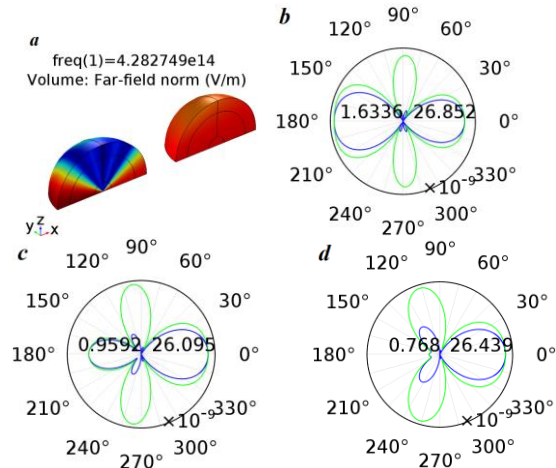 a
freq(1)=4.282749e14
Volume: Far-field norm (V/m)
y z x
b
90°
120° 60°
150° 30°
180° 1.6336 26.852 0°
×10⁻⁹
210° 330°
240° 300°
270°
c
90°
120° 60°
150° 30°
180° 0.9592 26.095 0°
×10⁻⁹
210° 330°
240° 300°
270°
d
90°
120° 60°
150° 30°
180° 0.768 26.439 0°
×10⁻⁹
210° 330°
240° 300°
270°